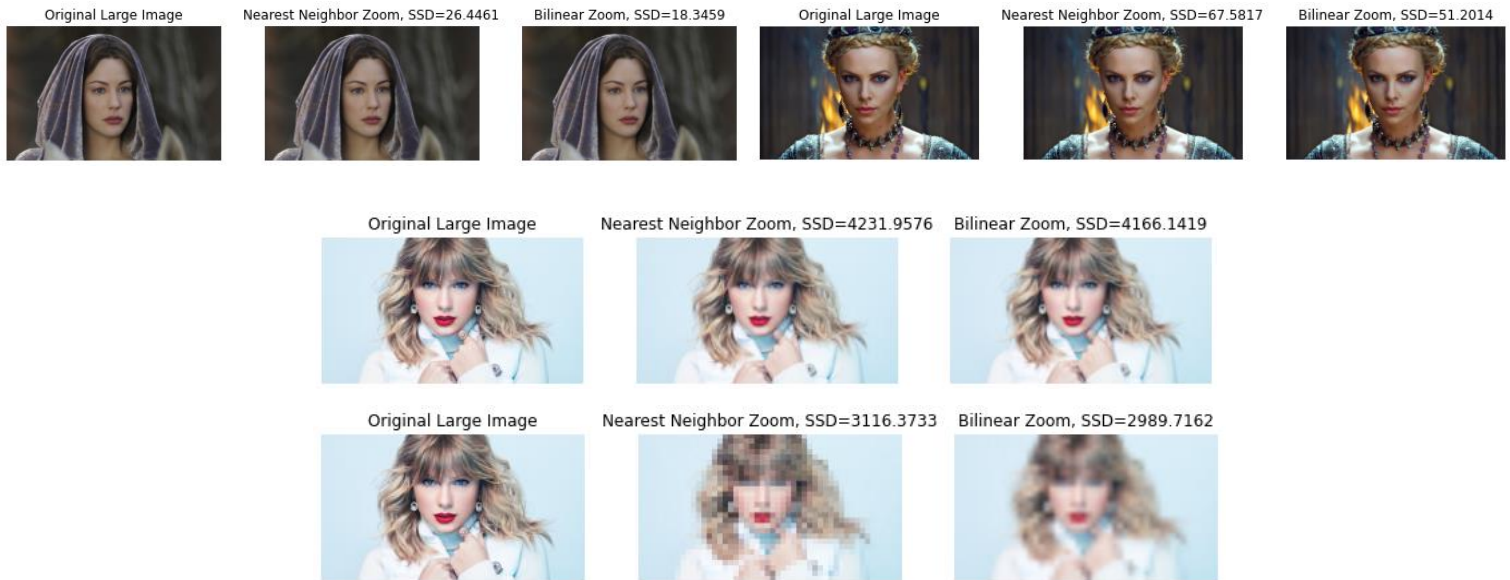 Original Large Image
Nearest Neighbor Zoom, SSD=26.4461
Bilinear Zoom, SSD=18.3459
Original Large Image
Nearest Neighbor Zoom, SSD=67.5817
Bilinear Zoom, SSD=51.2014
Original Large Image
Nearest Neighbor Zoom, SSD=4231.9576
Bilinear Zoom, SSD=4166.1419
Original Large Image
Nearest Neighbor Zoom, SSD=3116.3733
Bilinear Zoom, SSD=2989.7162